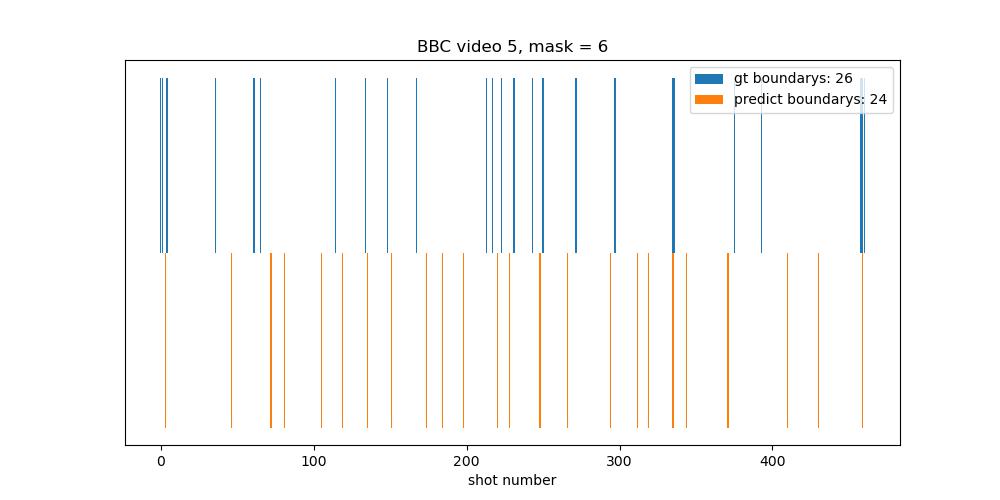 BBC video 5, mask = 6
gt boundarys: 26
predict boundarys: 24
0 100 200 300 400
shot number